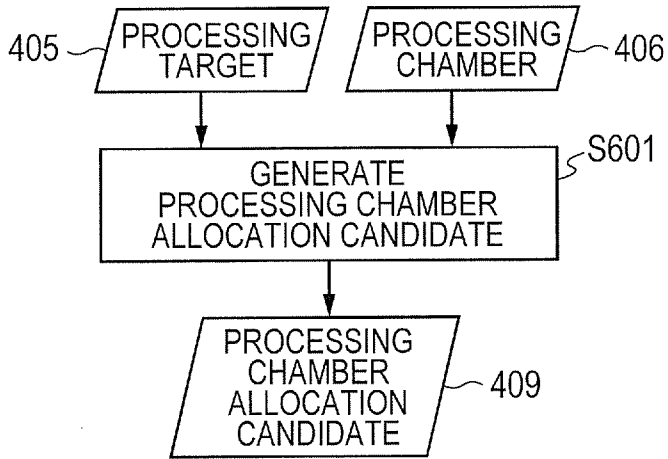 405
PROCESSING
TARGET
PROCESSING
CHAMBER
406
S601
GENERATE
PROCESSING CHAMBER
ALLOCATION CANDIDATE
PROCESSING
CHAMBER
ALLOCATION
CANDIDATE
409